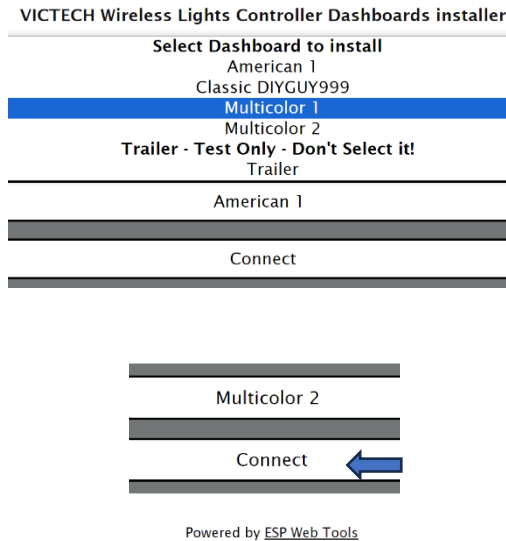 VICTECH Wireless Lights Controller Dashboards installer
Select Dashboard to install
American 1
Classic DIYGUY999
Multicolor 1
Multicolor 2
Trailer - Test Only - Don't Select it!
Trailer
American 1
Connect
Multicolor 2
Connect
Powered by ESP Web Tools